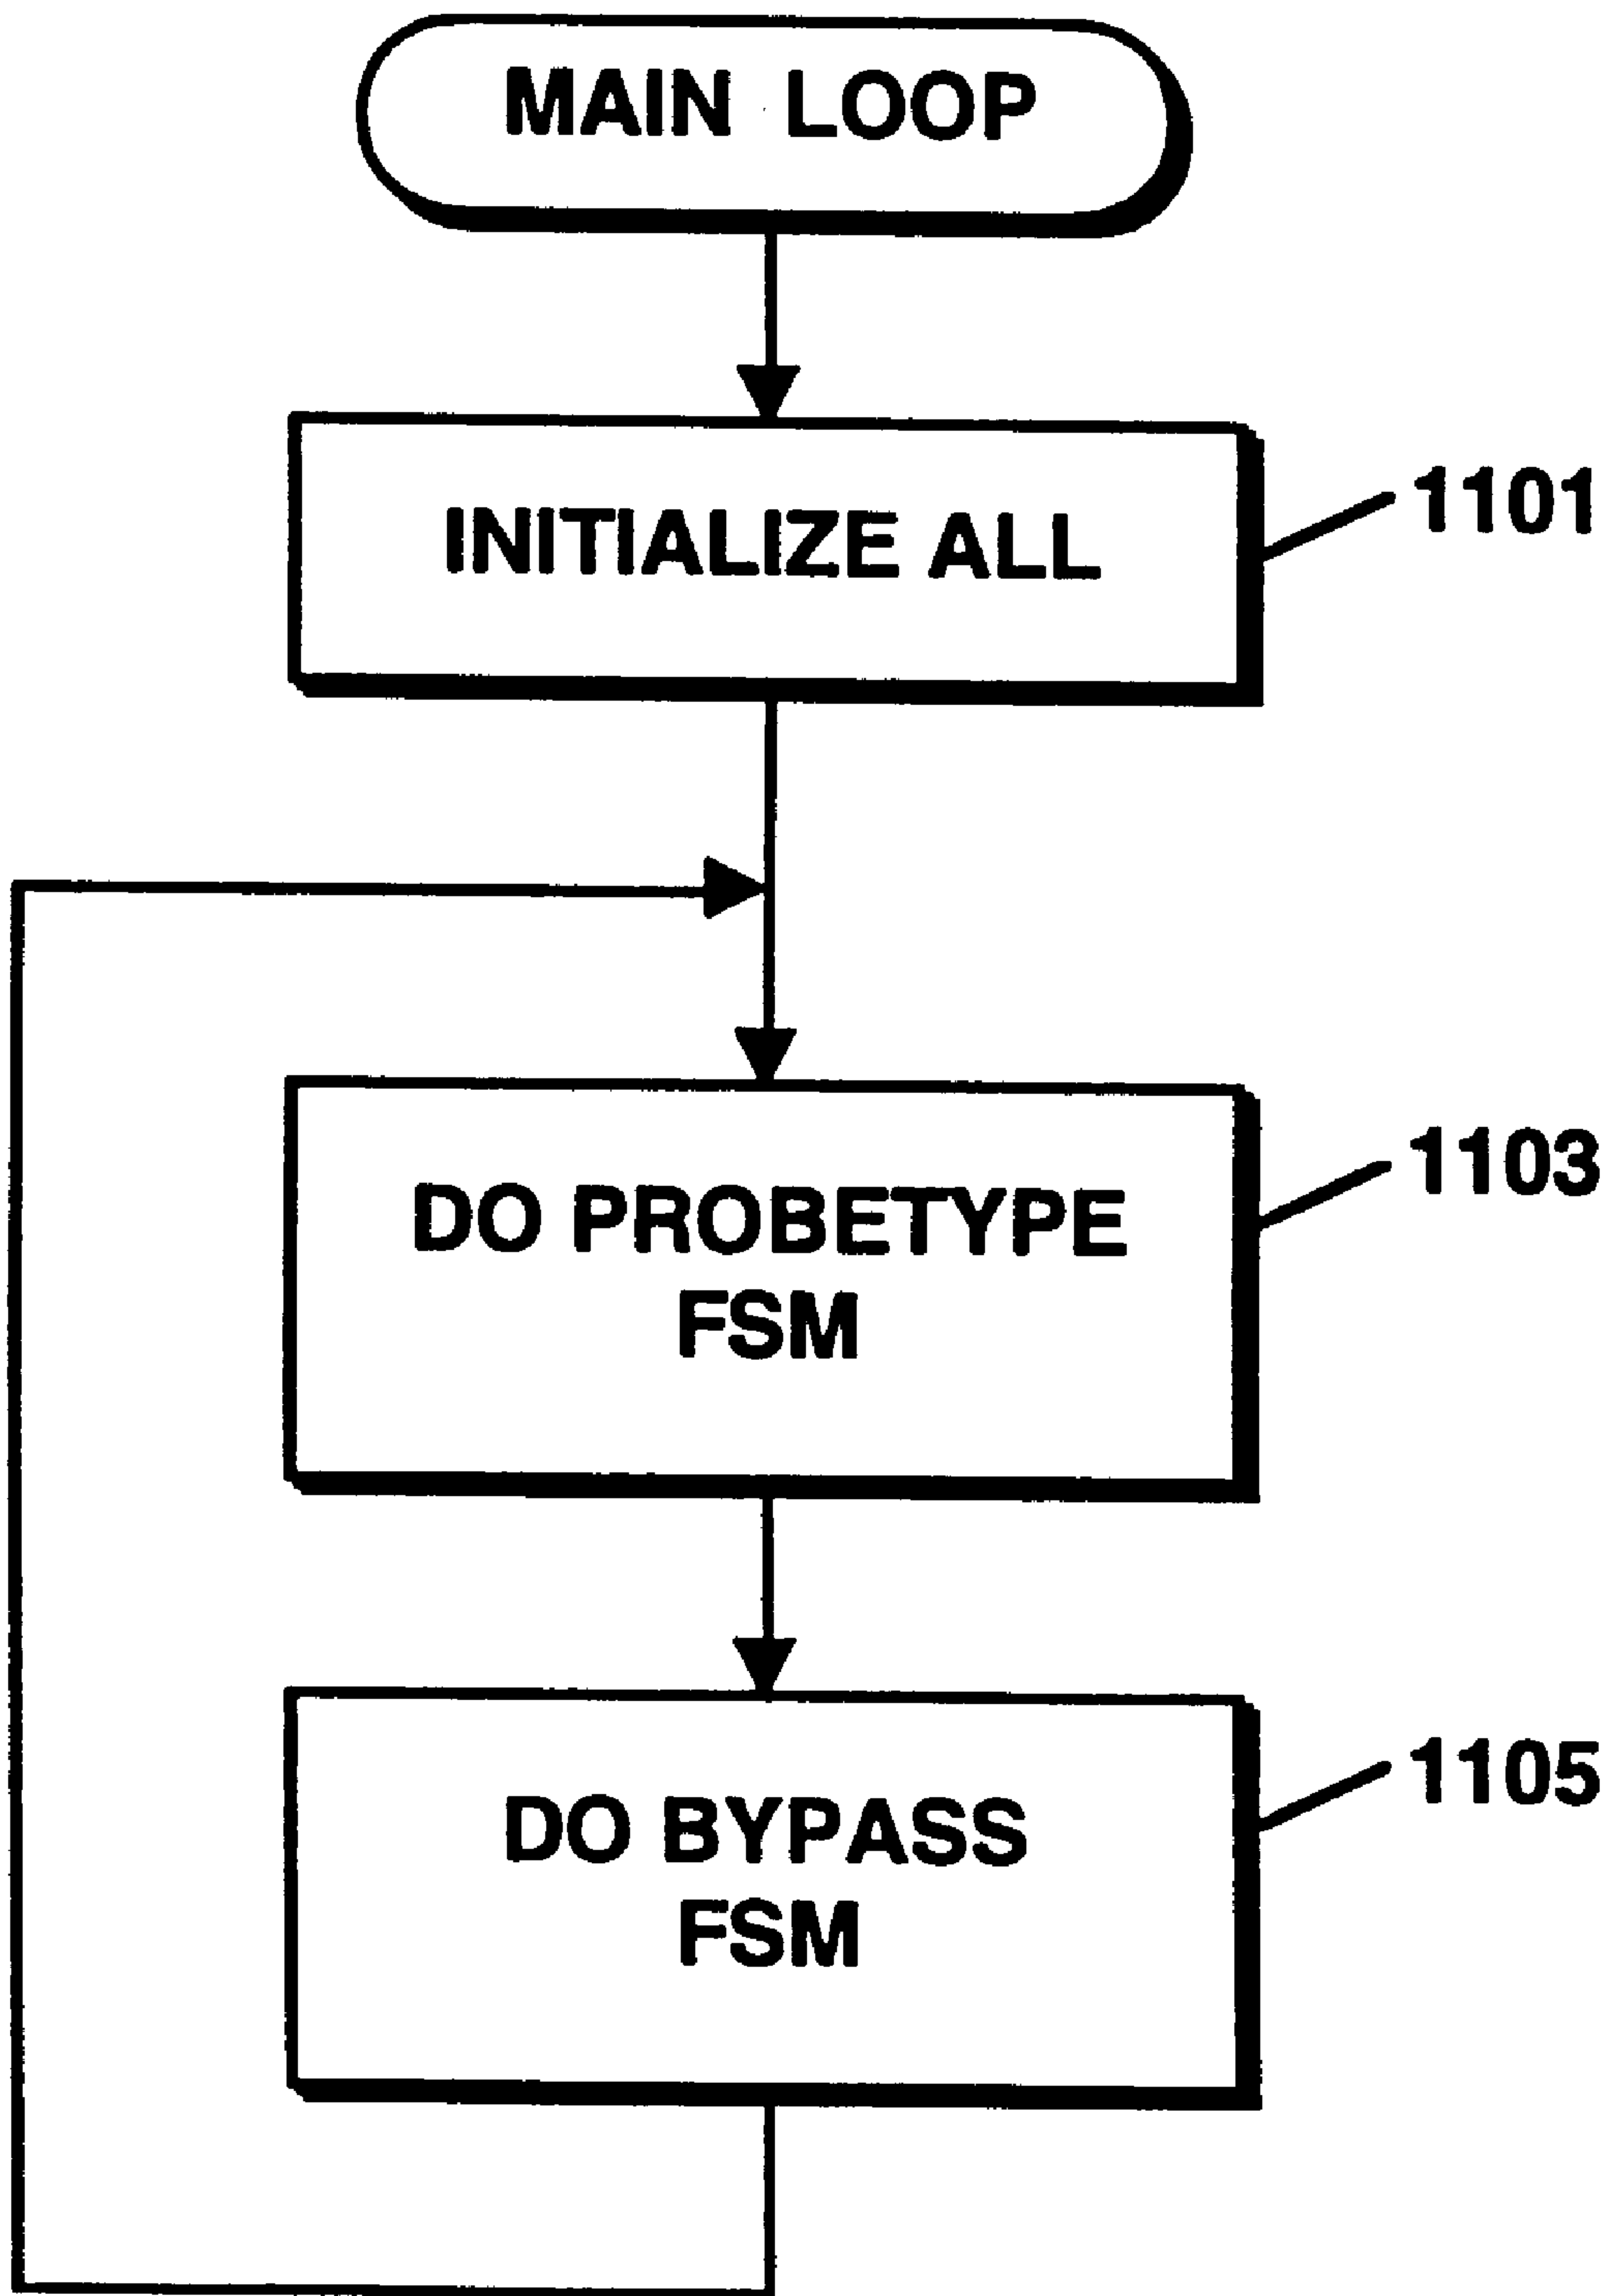 MAIN LOOP
INITIALIZE ALL
1101
DO PROBETYPE
FSM
1103
DO BYPASS
FSM
1105